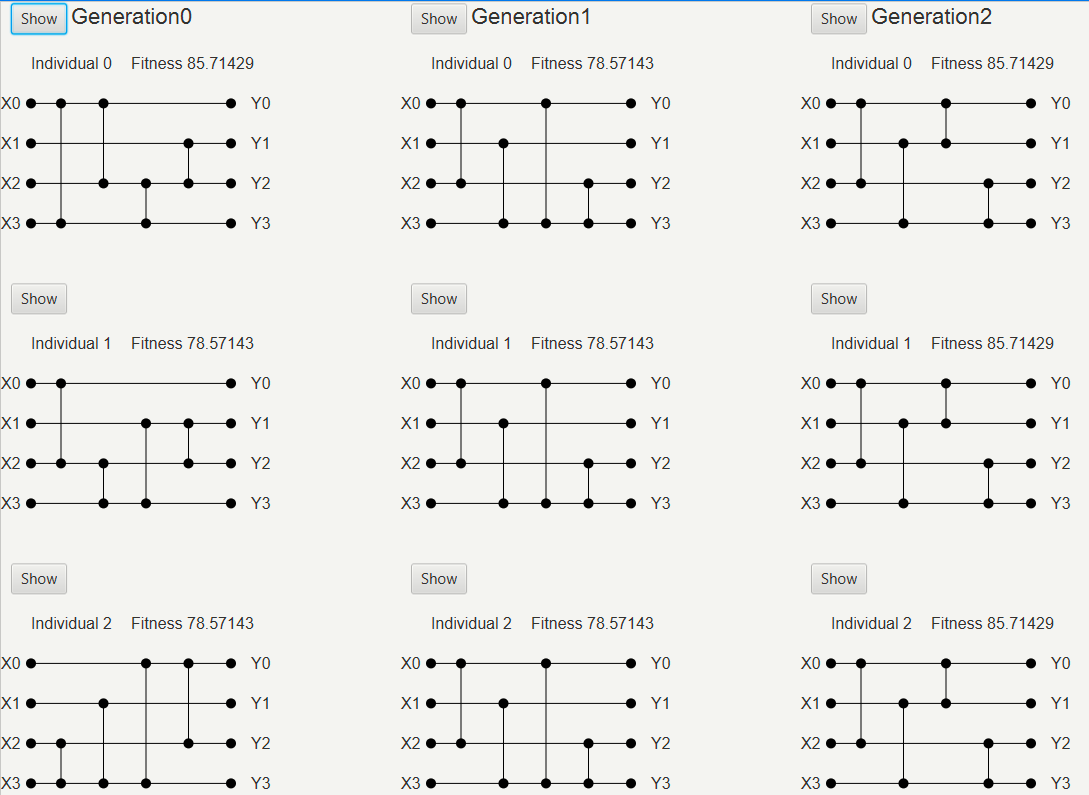 Show Generation0 Show Generation1 Show Generation2
Individual 0 Fitness 85.71429 Individual 0 Fitness 78.57143 Individual 0 Fitness 85.71429
X0 Y0 X0 Y0 X0 Y0
X1 Y1 X1 Y1 X1 Y1
X2 Y2 X2 Y2 X2 Y2
X3 Y3 X3 Y3 X3 Y3
Show Show Show
Individual 1 Fitness 78.57143 Individual 1 Fitness 78.57143 Individual 1 Fitness 85.71429
X0 Y0 X0 Y0 X0 Y0
X1 Y1 X1 Y1 X1 Y1
X2 Y2 X2 Y2 X2 Y2
X3 Y3 X3 Y3 X3 Y3
Show Show Show
Individual 2 Fitness 78.57143 Individual 2 Fitness 78.57143 Individual 2 Fitness 85.71429
X0 Y0 X0 Y0 X0 Y0
X1 Y1 X1 Y1 X1 Y1
X2 Y2 X2 Y2 X2 Y2
X3 Y3 X3 Y3 X3 Y3